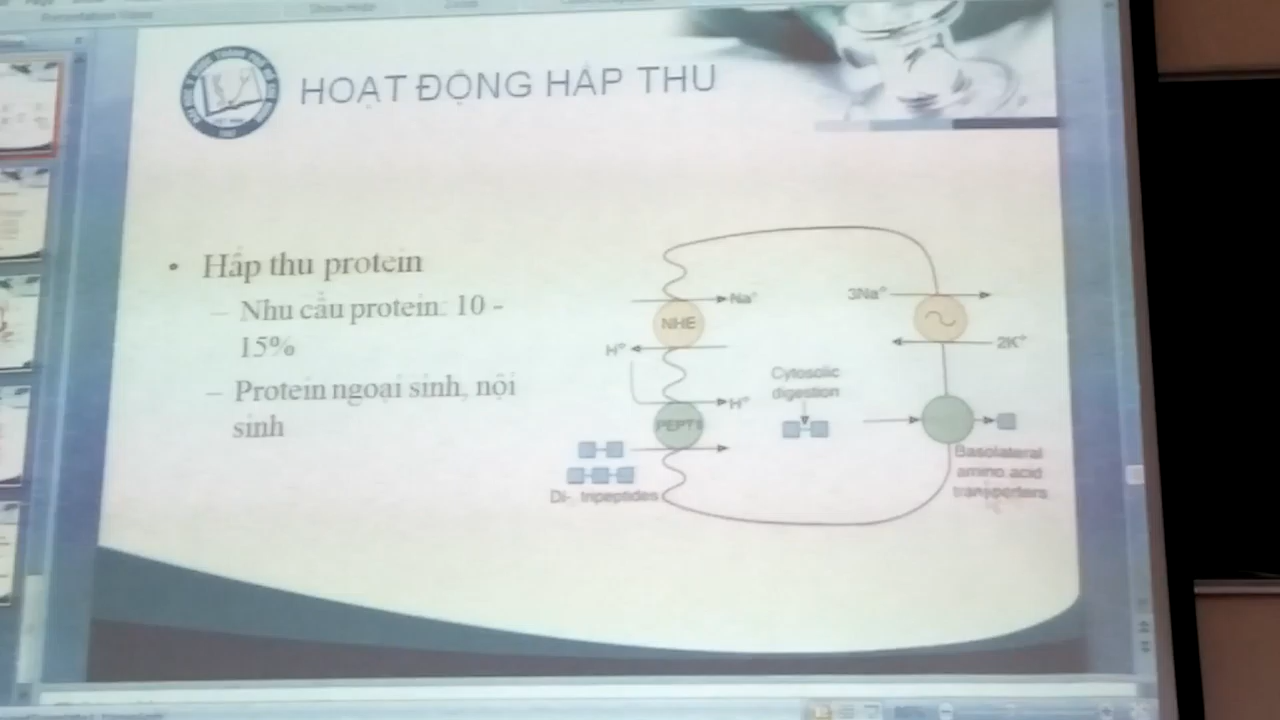 HOẠT ĐỘNG HẤP THU
• Hấp thu protein
– Nhu cầu protein: 10 -
15%
– Protein ngoại sinh, nội
sinh
Na⁺
NHE
H⁺
H⁺
PEPT1
Di-, tripeptides
Cytosolic
digestion
3Na⁺
2K⁺
Basolateral
amino acid
transporters